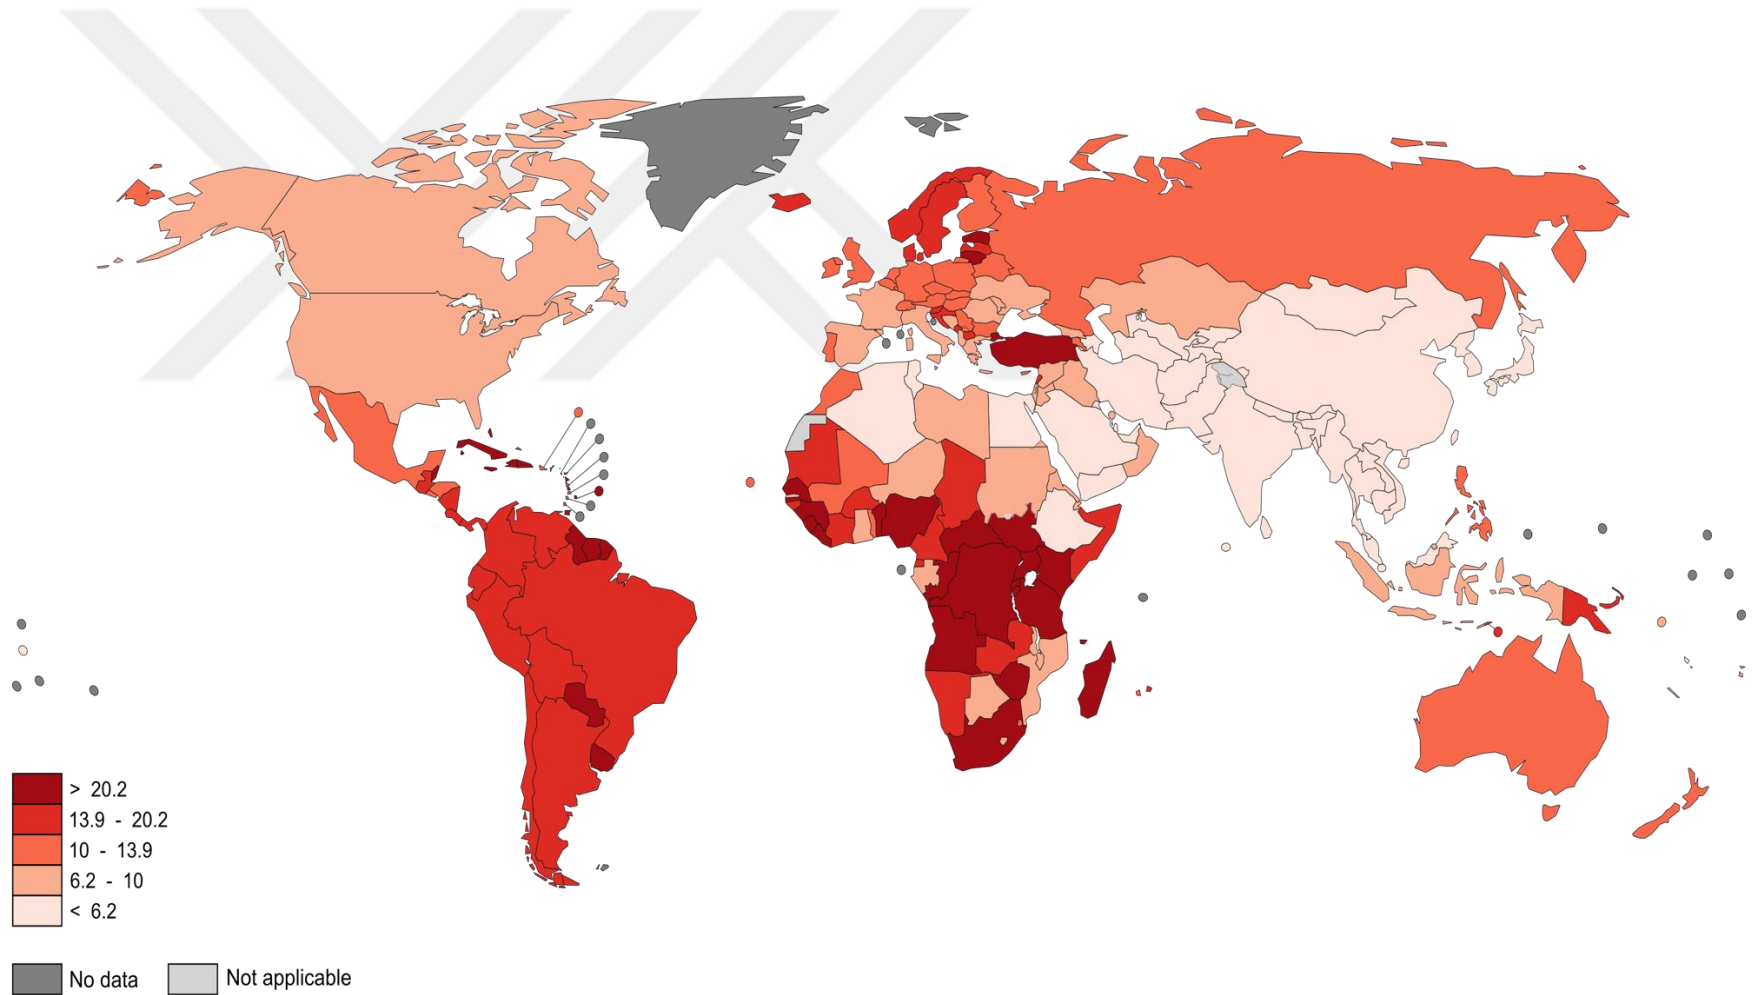 > 20.2
13.9 - 20.2
10 - 13.9
6.2 - 10
< 6.2
No data
Not applicable